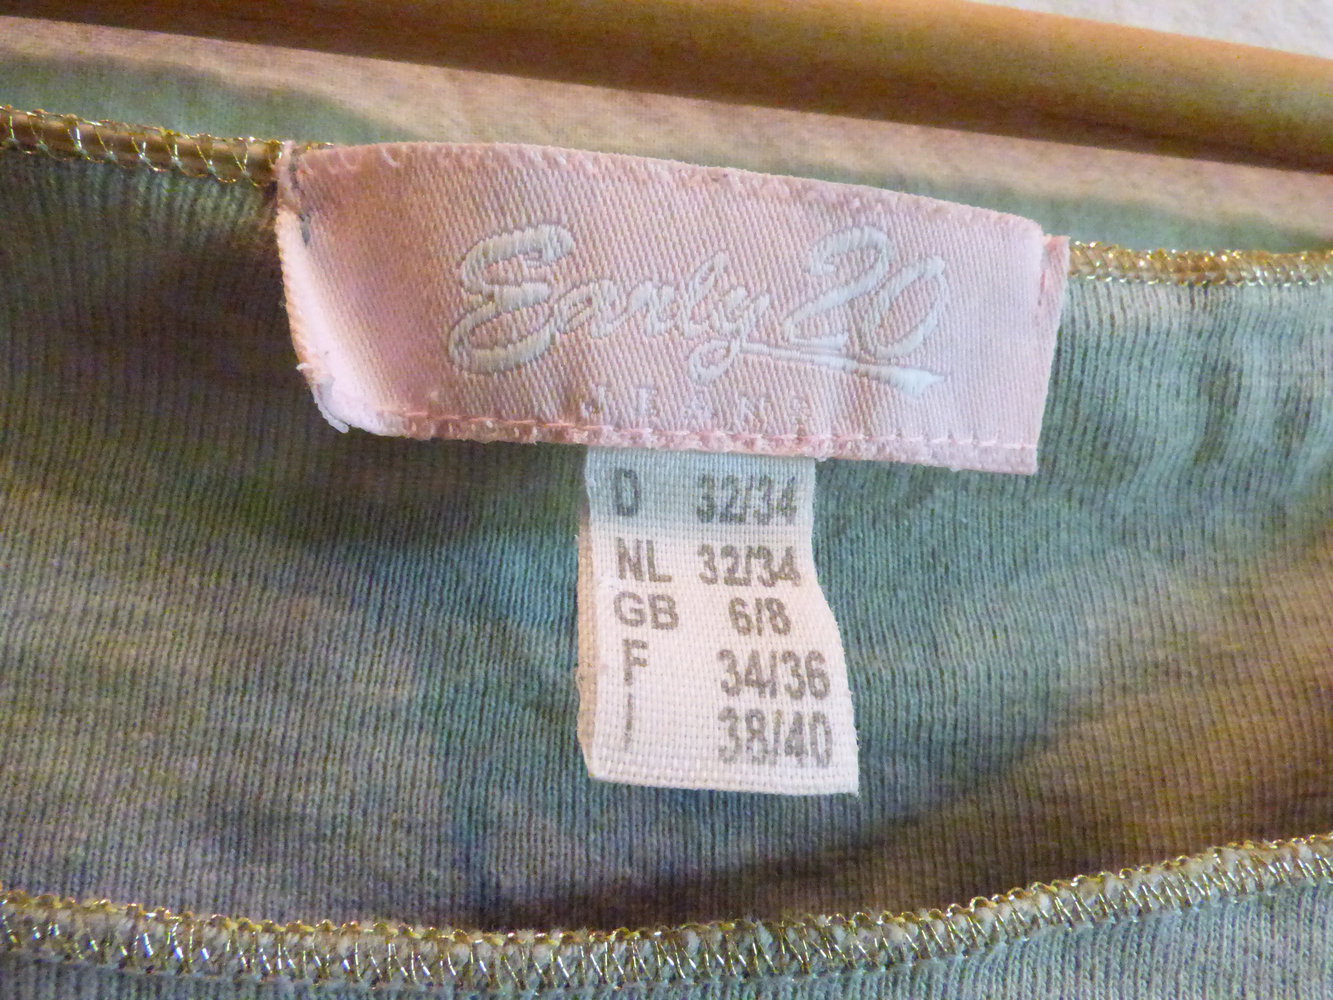 Early 20
JEANS
D 32/34
NL 32/34
GB 6/8
F 34/36
I 38/40